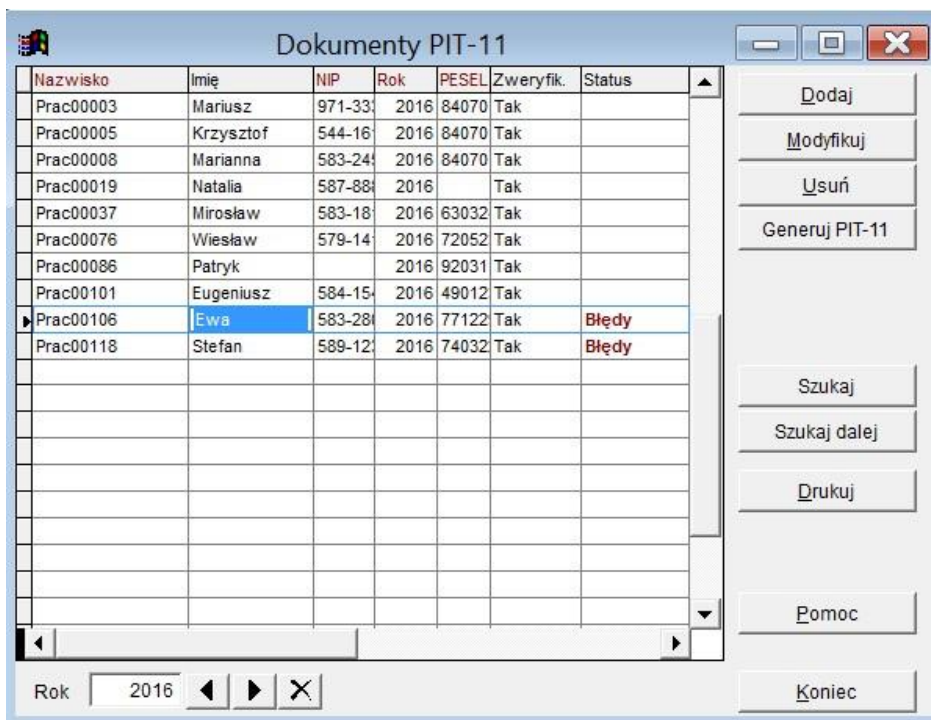 Dokumenty PIT-11
Nazwisko Imię NIP Rok PESEL Zweryfik. Status
Prac00003 Mariusz 971-33 2016 84070 Tak
Prac00005 Krzysztof 544-16 2016 84070 Tak
Prac00008 Marianna 583-24 2016 84070 Tak
Prac00019 Natalia 587-88 2016 Tak
Prac00037 Mirosław 583-18 2016 63032 Tak
Prac00076 Wiesław 579-14 2016 72052 Tak
Prac00086 Patryk 2016 92031 Tak
Prac00101 Eugeniusz 584-15 2016 49012 Tak
Prac00106 Ewa 583-28 2016 77122 Tak Błędy
Prac00118 Stefan 589-12 2016 74032 Tak Błędy
Rok 2016
Dodaj
Modyfikuj
Usuń
Generuj PIT-11
Szukaj
Szukaj dalej
Drukuj
Pomoc
Koniec